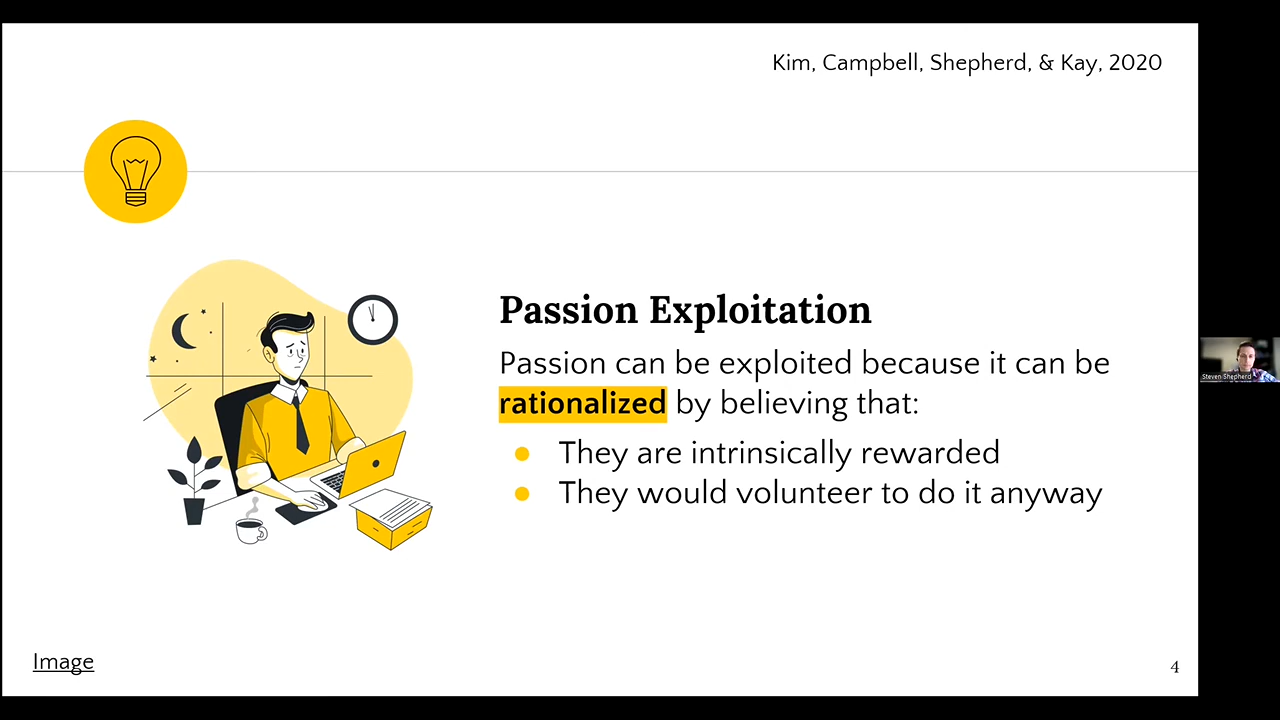 Kim, Campbell, Shepherd, & Kay, 2020
Passion Exploitation
Passion can be exploited because it can be
rationalized by believing that:
● They are intrinsically rewarded
● They would volunteer to do it anyway
Steven Shepherd
Image
4